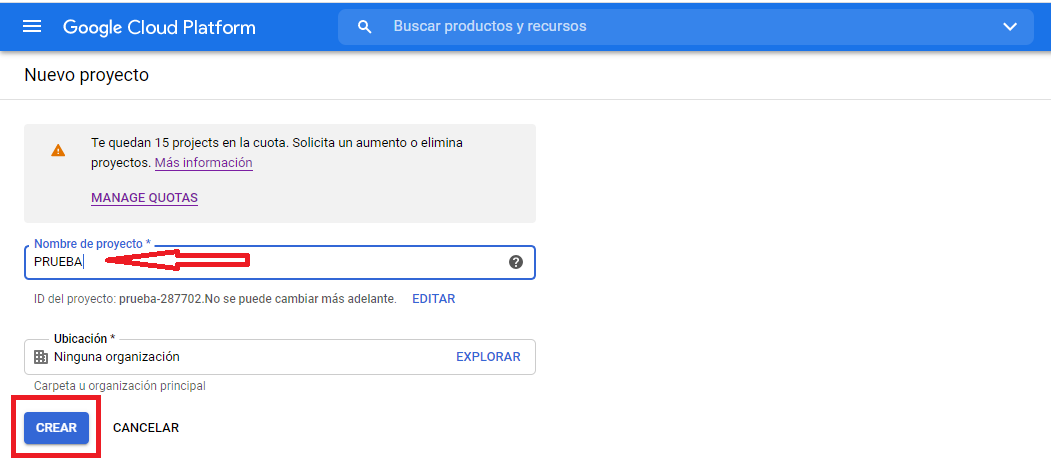 Google Cloud Platform
Buscar productos y recursos
Nuevo proyecto
Te quedan 15 projects en la cuota. Solicita un aumento o elimina
proyectos. Más información
MANAGE QUOTAS
Nombre de proyecto *
PRUEBA
ID del proyecto: prueba-287702.No se puede cambiar más adelante. EDITAR
Ubicación *
Ninguna organización EXPLORAR
Carpeta u organización principal
CREAR CANCELAR